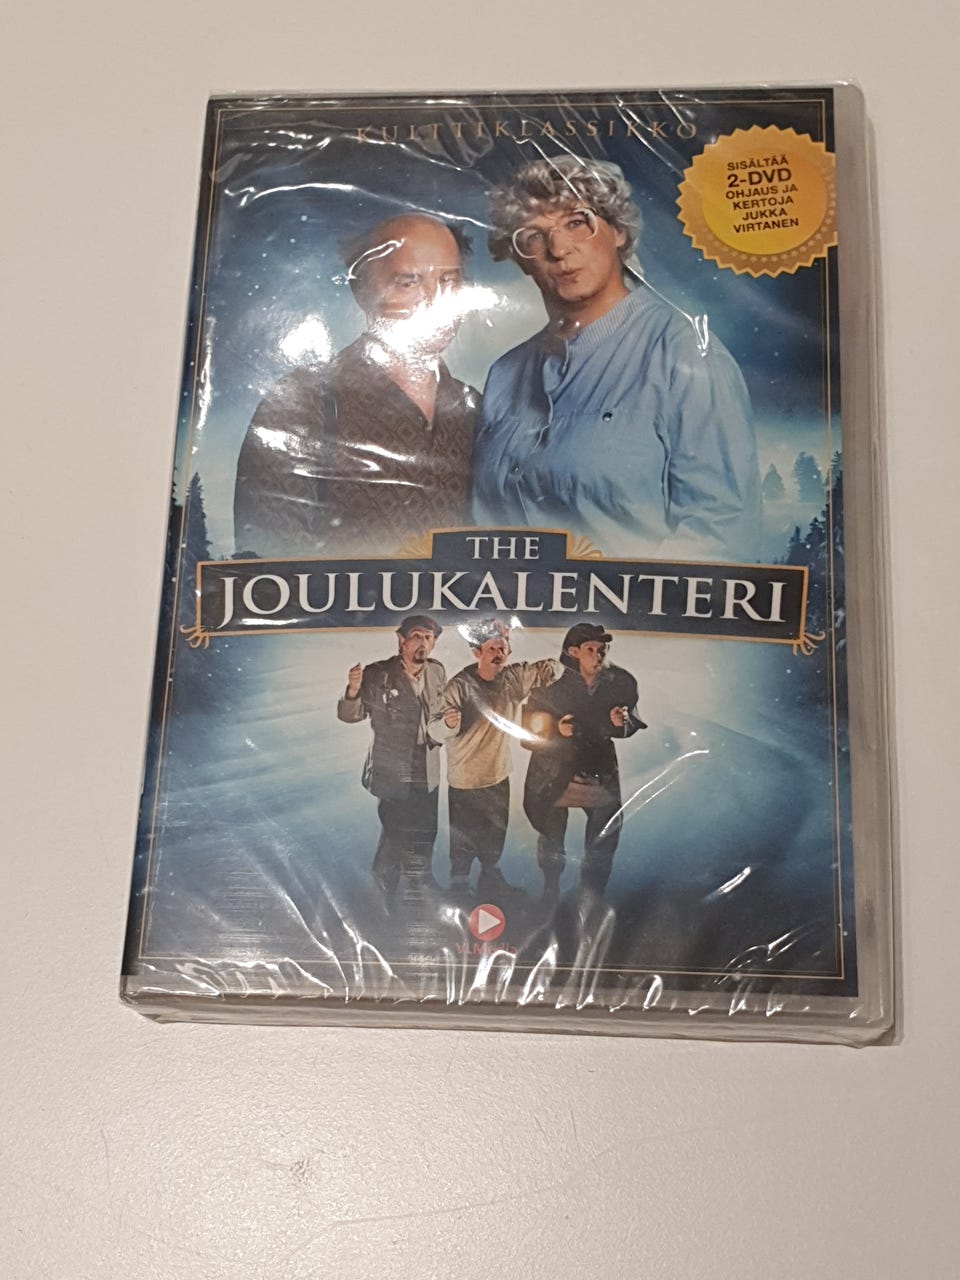 KULTTIKLASSIKKO
SISÄLTÄÄ
2-DVD
OHJAUS JA
KERTOJA
JUKKA
VIRTANEN
THE
JOULUKALENTERI